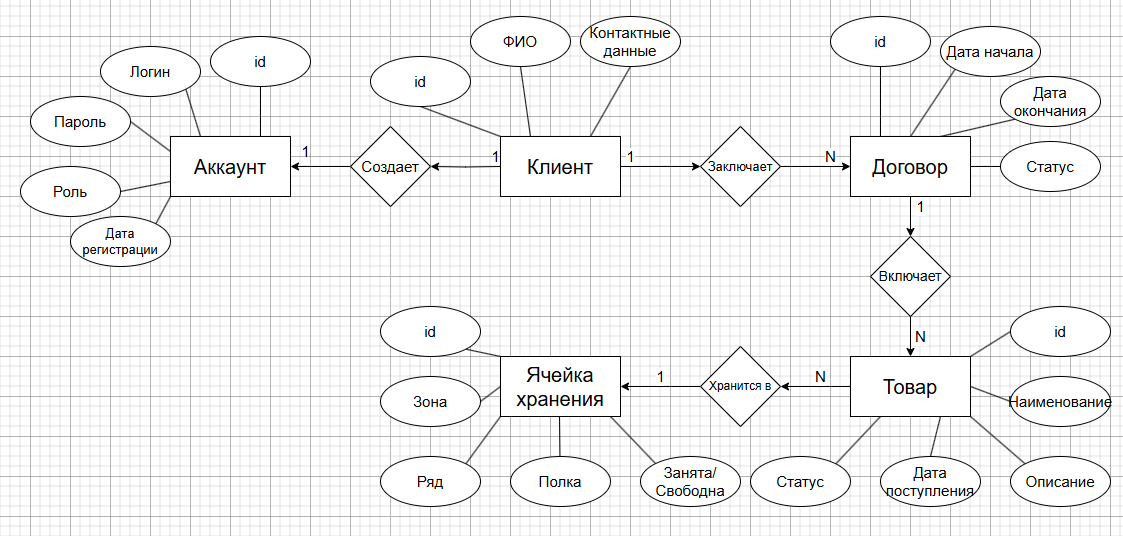 ФИО
Контактные
данные
id
Дата начала
Логин
id
id
Дата
окончания
Пароль
Аккаунт
1
Создает
1
Клиент
1
Заключает
N
Договор
Статус
Роль
Дата
регистрации
1
Включает
N
id
id
Ячейка
хранения
1
Хранится в
N
Товар
Зона
Наименование
Ряд
Полка
Занята/
Свободна
Статус
Дата
поступления
Описание